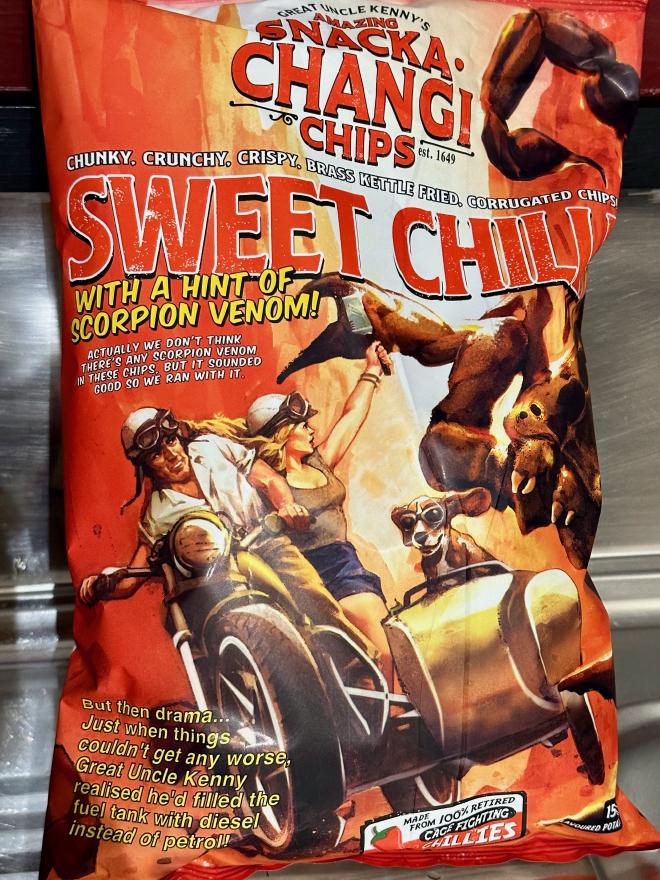 GREAT UNCLE KENNY'S
AMAZING
SNACKA-
CHANGI
CHIPS
est. 1649
CHUNKY. CRUNCHY. CRISPY. BRASS KETTLE FRIED. CORRUGATED CHIPS
SWEET CHILLI
WITH A HINT OF
SCORPION VENOM!
ACTUALLY WE DON'T THINK
THERE'S ANY SCORPION VENOM
IN THESE CHIPS, BUT IT SOUNDED
GOOD SO WE RAN WITH IT.
But then drama...
Just when things
couldn't get any worse,
Great Uncle Kenny
realised he'd filled the
fuel tank with diesel
instead of petrol!
MADE
FROM 100% RETIRED
CAGE FIGHTING
CHILLIES